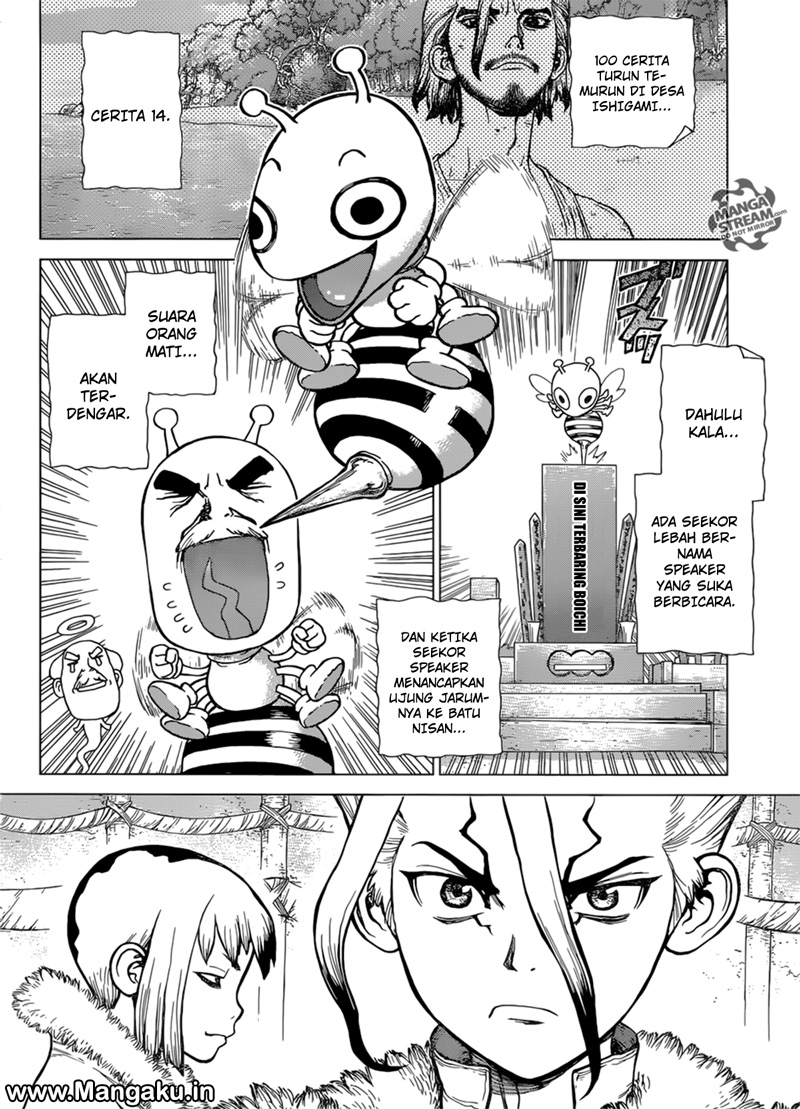 100 CERITA
TURUN TE-
MURUN DI DESA
ISHIGAMI...
CERITA 14.
MANGA
STREAM.com
DO NOT MIRROR
DAHULU
KALA...
ADA SEEKOR
LEBAH BER-
NAMA
SPEAKER
YANG SUKA
BERBICARA.
DI SINI TERBARING BOICHI
DAN KETIKA
SEEKOR
SPEAKER
MENANCAPKAN
UJUNG JARUM-
NYA KE BATU
NISAN...
SUARA
ORANG
MATI...
AKAN
TER-
DENGAR.
www.Mangaku.in